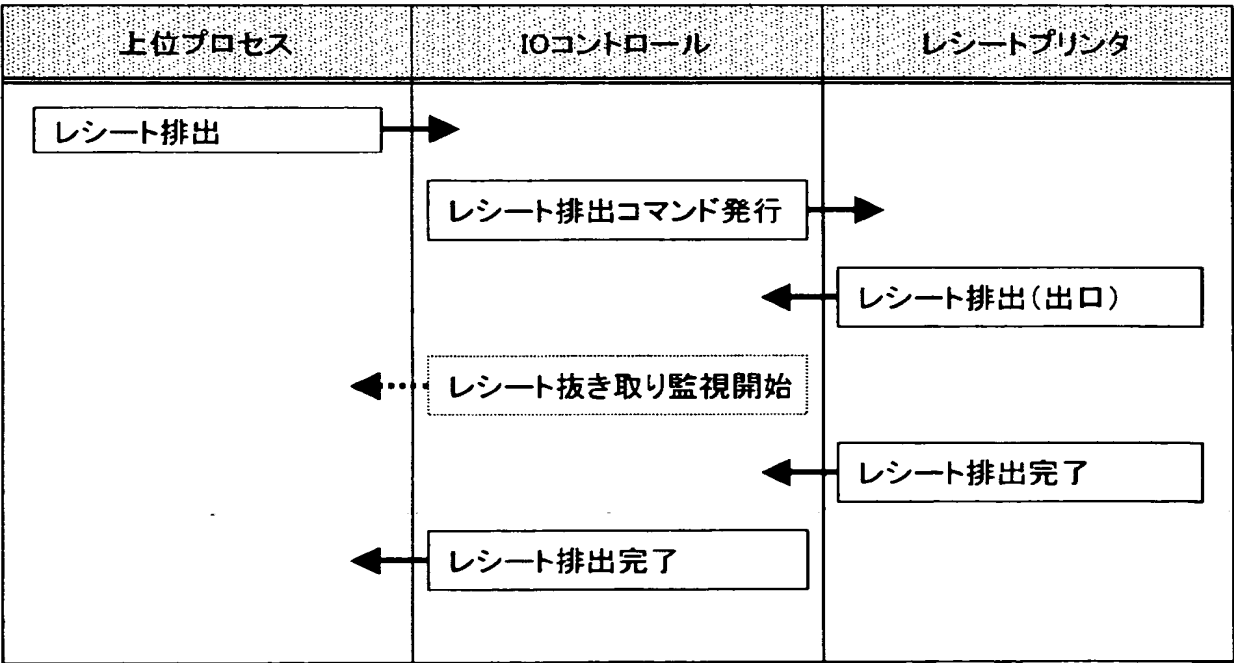 上位プロセス
IOコントロール
レシートプリンタ
レシート排出
レシート排出コマンド発行
レシート排出(出口)
レシート抜き取り監視開始
レシート排出完了
レシート排出完了